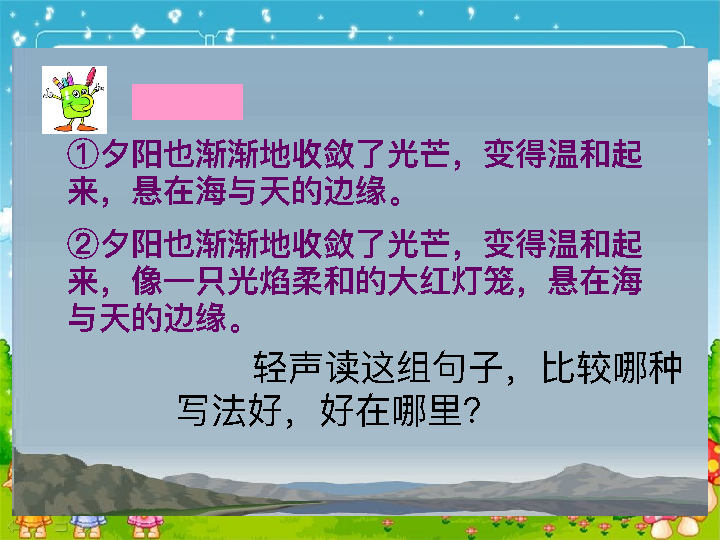 ①夕阳也渐渐地收敛了光芒，变得温和起
来，悬在海与天的边缘。
②夕阳也渐渐地收敛了光芒，变得温和起
来，像一只光焰柔和的大红灯笼，悬在海
与天的边缘。
轻声读这组句子，比较哪种
写法好，好在哪里？